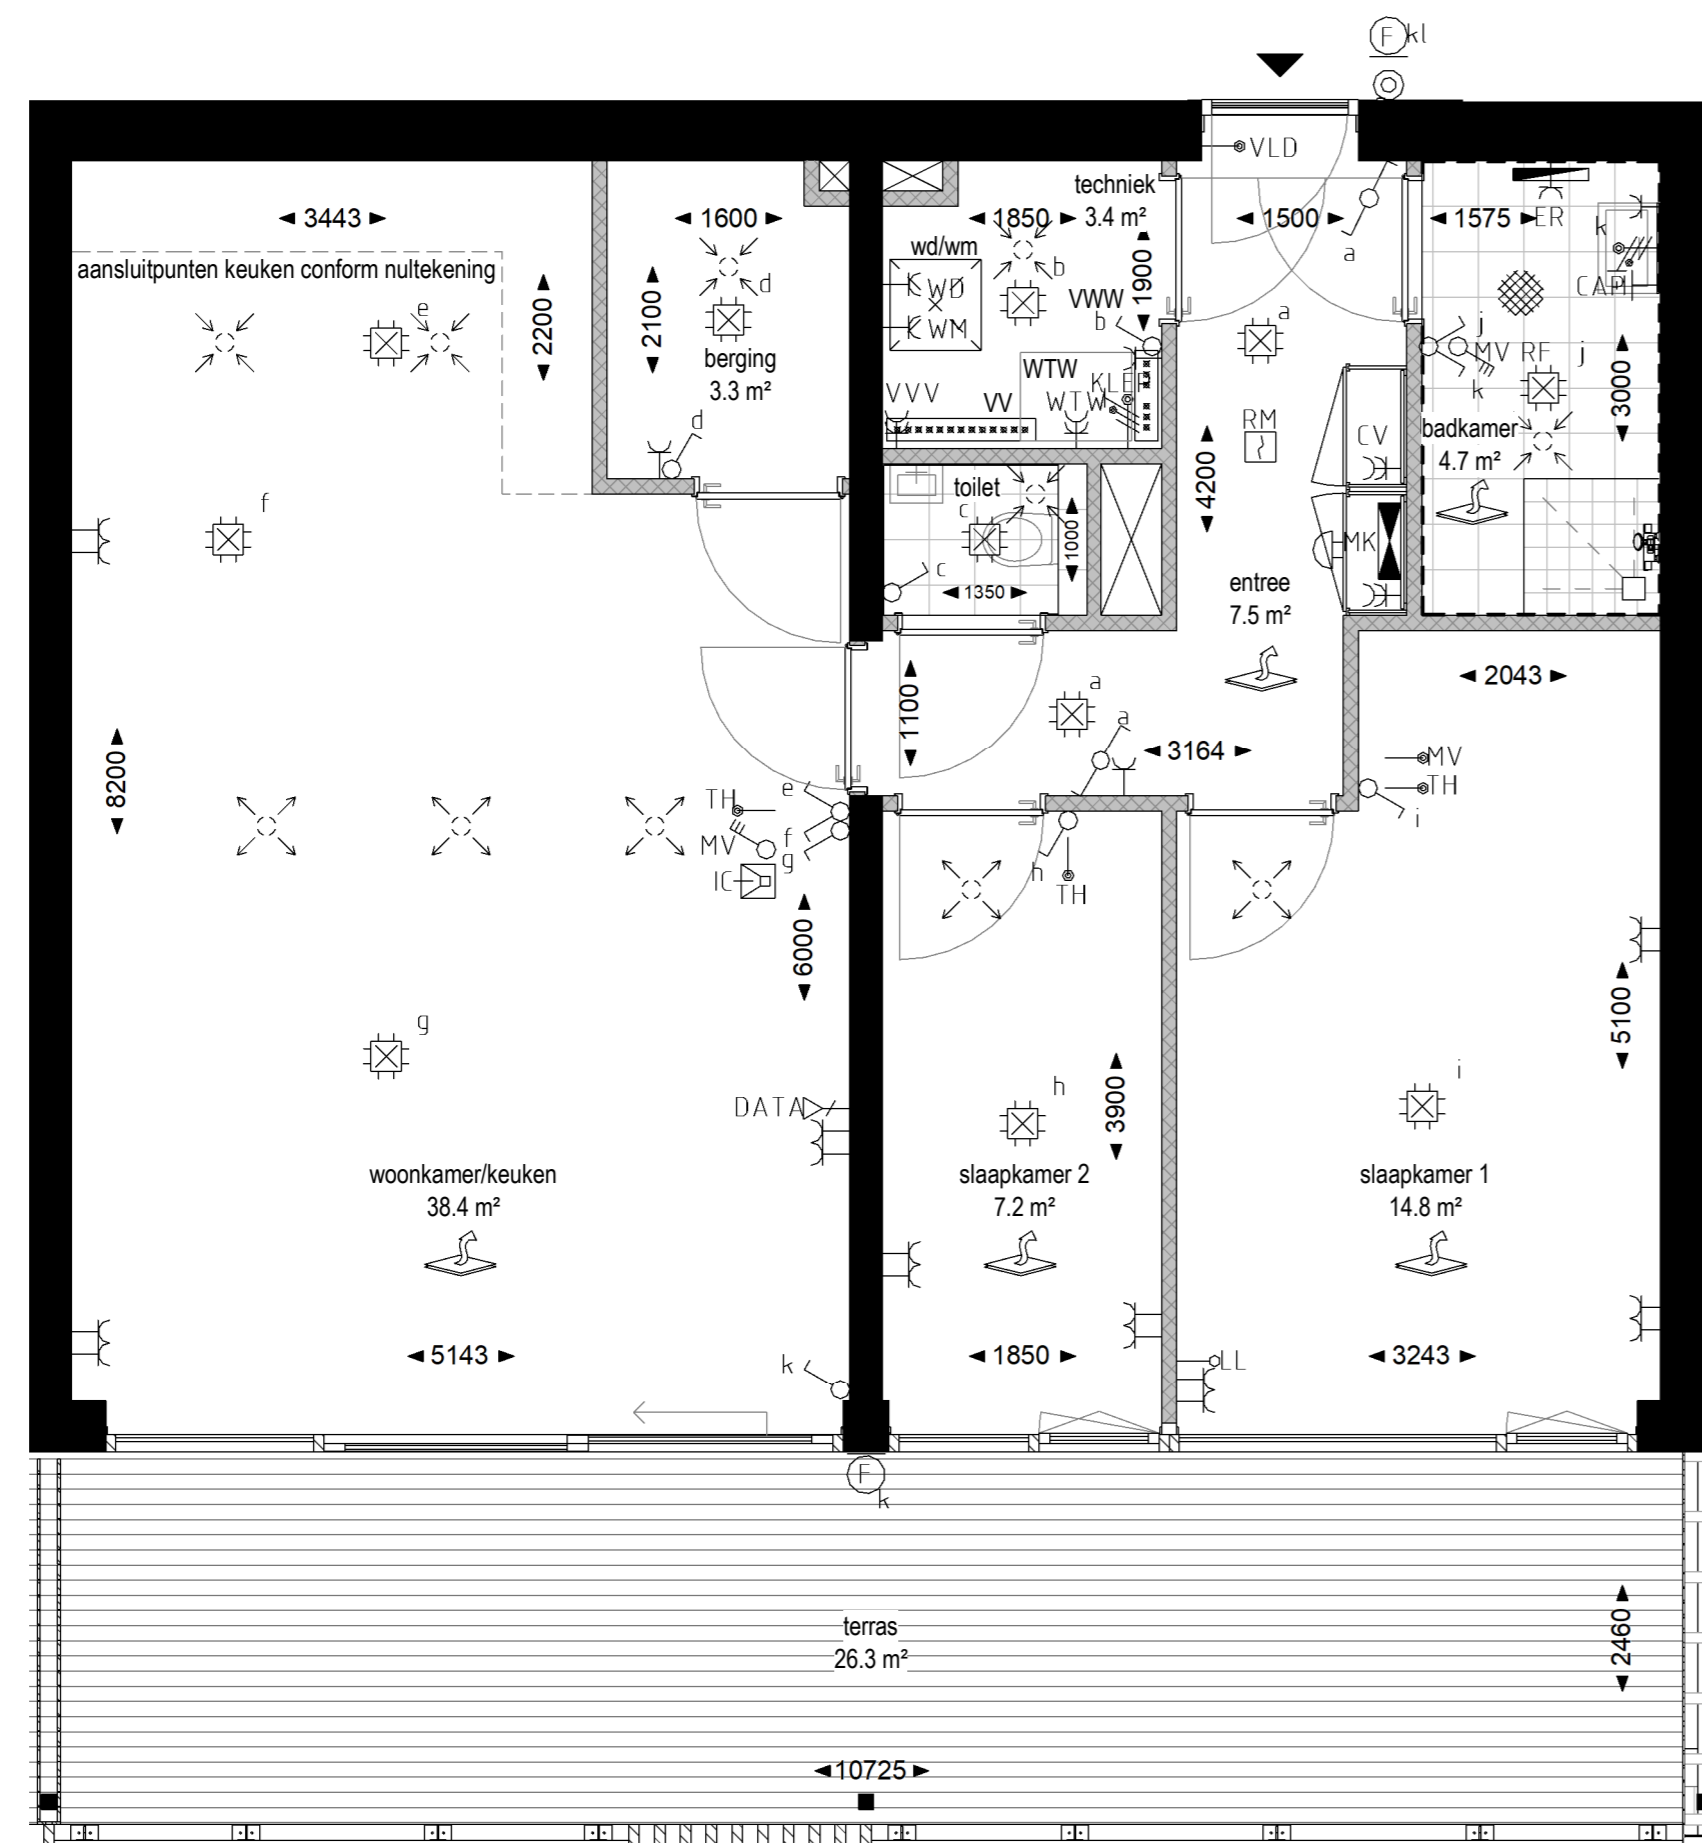 F kl
VLD
techniek
3.4 m²
3443
1600
1850
1500
1575
ER
k
a
wd/wm
aansluitpunten keuken conform nultekening
WD
b
1900
VWW
CAP
2200
2100
d
e
WM
b
a
j
MV RF
j
berging
3.3 m²
WTW
k
3000
VVV
VV
WTW
d
RM
CV
badkamer
4.7 m²
4200
toilet
c
f
1000
MK
c
1350
entree
7.5 m²
2043
1100
a
a
3164
MV
TH
i
8200
TH
e
f
MV
g
IC
h
TH
6000
5100
g
h
i
3900
DATA
woonkamer/keuken
38.4 m²
slaapkamer 2
7.2 m²
slaapkamer 1
14.8 m²
5143
k
1850
LL
3243
F
k
terras
26.3 m²
2460
10725